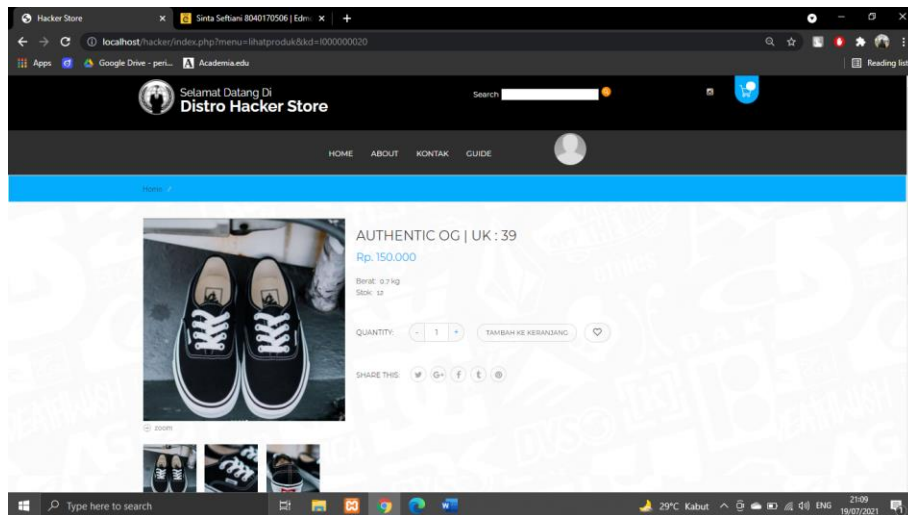 Hacker Store
Sinta Seftiani 8040170506 | Edm
localhost/hacker/index.php?menu=lihatproduk&kd=I000000020
Apps
Google Drive - peri...
Academia.edu
Reading list
Selamat Datang Di
Distro Hacker Store
Search
HOME ABOUT KONTAK GUIDE
Home /
AUTHENTIC OG | UK : 39
Rp. 150.000
Berat: 0.7 kg
Stok: 12
QUANTITY: - 1 + TAMBAH KE KERANJANG
SHARE THIS:
zoom
Type here to search
29°C Kabut
ENG
21:09
19/07/2021